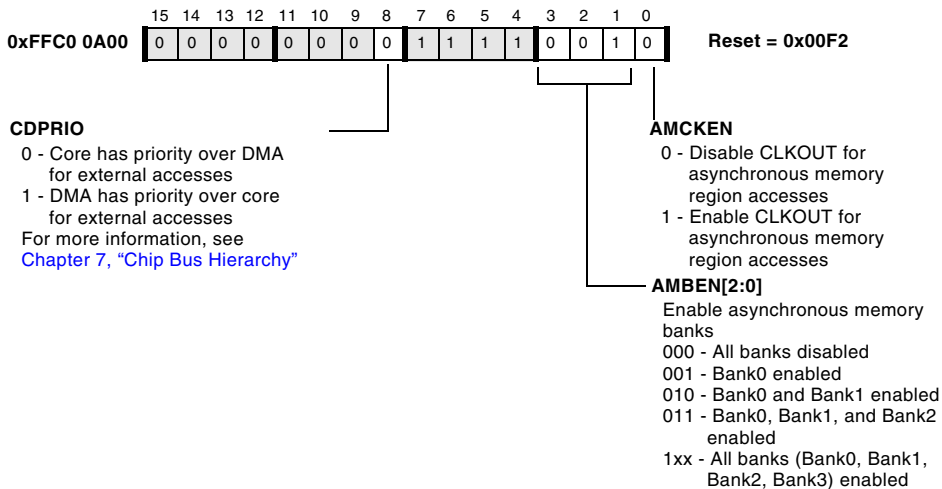 15 14 13 12 11 10 9 8 7 6 5 4 3 2 1 0
0xFFC0 0A00 0 0 0 0 0 0 0 0 1 1 1 1 0 0 1 0 Reset = 0x00F2
CDPRIO
0 - Core has priority over DMA
for external accesses
1 - DMA has priority over core
for external accesses
For more information, see
Chapter 7, “Chip Bus Hierarchy”
AMCKEN
0 - Disable CLKOUT for
asynchronous memory
region accesses
1 - Enable CLKOUT for
asynchronous memory
region accesses
AMBEN[2:0]
Enable asynchronous memory
banks
000 - All banks disabled
001 - Bank0 enabled
010 - Bank0 and Bank1 enabled
011 - Bank0, Bank1, and Bank2
enabled
1xx - All banks (Bank0, Bank1,
Bank2, Bank3) enabled